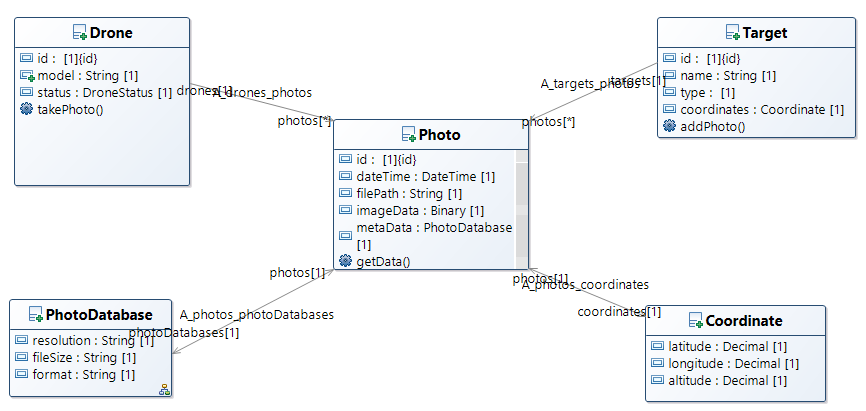 Drone
id :  [1]{id}
model : String [1]
status : DroneStatus [1]
takePhoto()
drones[1]
A_drones_photos
photos[*]
Target
id :  [1]{id}
name : String [1]
type :  [1]
coordinates : Coordinate [1]
addPhoto()
A_targets_photos
targets[1]
photos[*]
Photo
id :  [1]{id}
dateTime : DateTime [1]
filePath : String [1]
imageData : Binary [1]
metaData : PhotoDatabase
[1]
getData()
photos[1]
A_photos_photoDatabases
photoDatabases[1]
photos[1]
A_photos_coordinates
coordinates[1]
PhotoDatabase
resolution : String [1]
fileSize : String [1]
format : String [1]
Coordinate
latitude : Decimal [1]
longitude : Decimal [1]
altitude : Decimal [1]